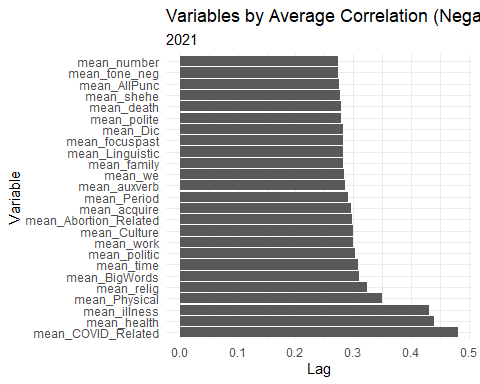 Variables by Average Correlation (Nega
2021
mean_number
mean_tone_neg
mean_AllPunc
mean_shehe
mean_death
mean_polite
mean_Dic
mean_focuspast
mean_Linguistic
mean_family
mean_we
mean_auxverb
mean_Period
mean_acquire
mean_Abortion_Related
mean_Culture
mean_work
mean_politic
mean_time
mean_BigWords
mean_relig
mean_Physical
mean_illness
mean_health
mean_COVID_Related
Variable
0.0 0.1 0.2 0.3 0.4 0.5
Lag